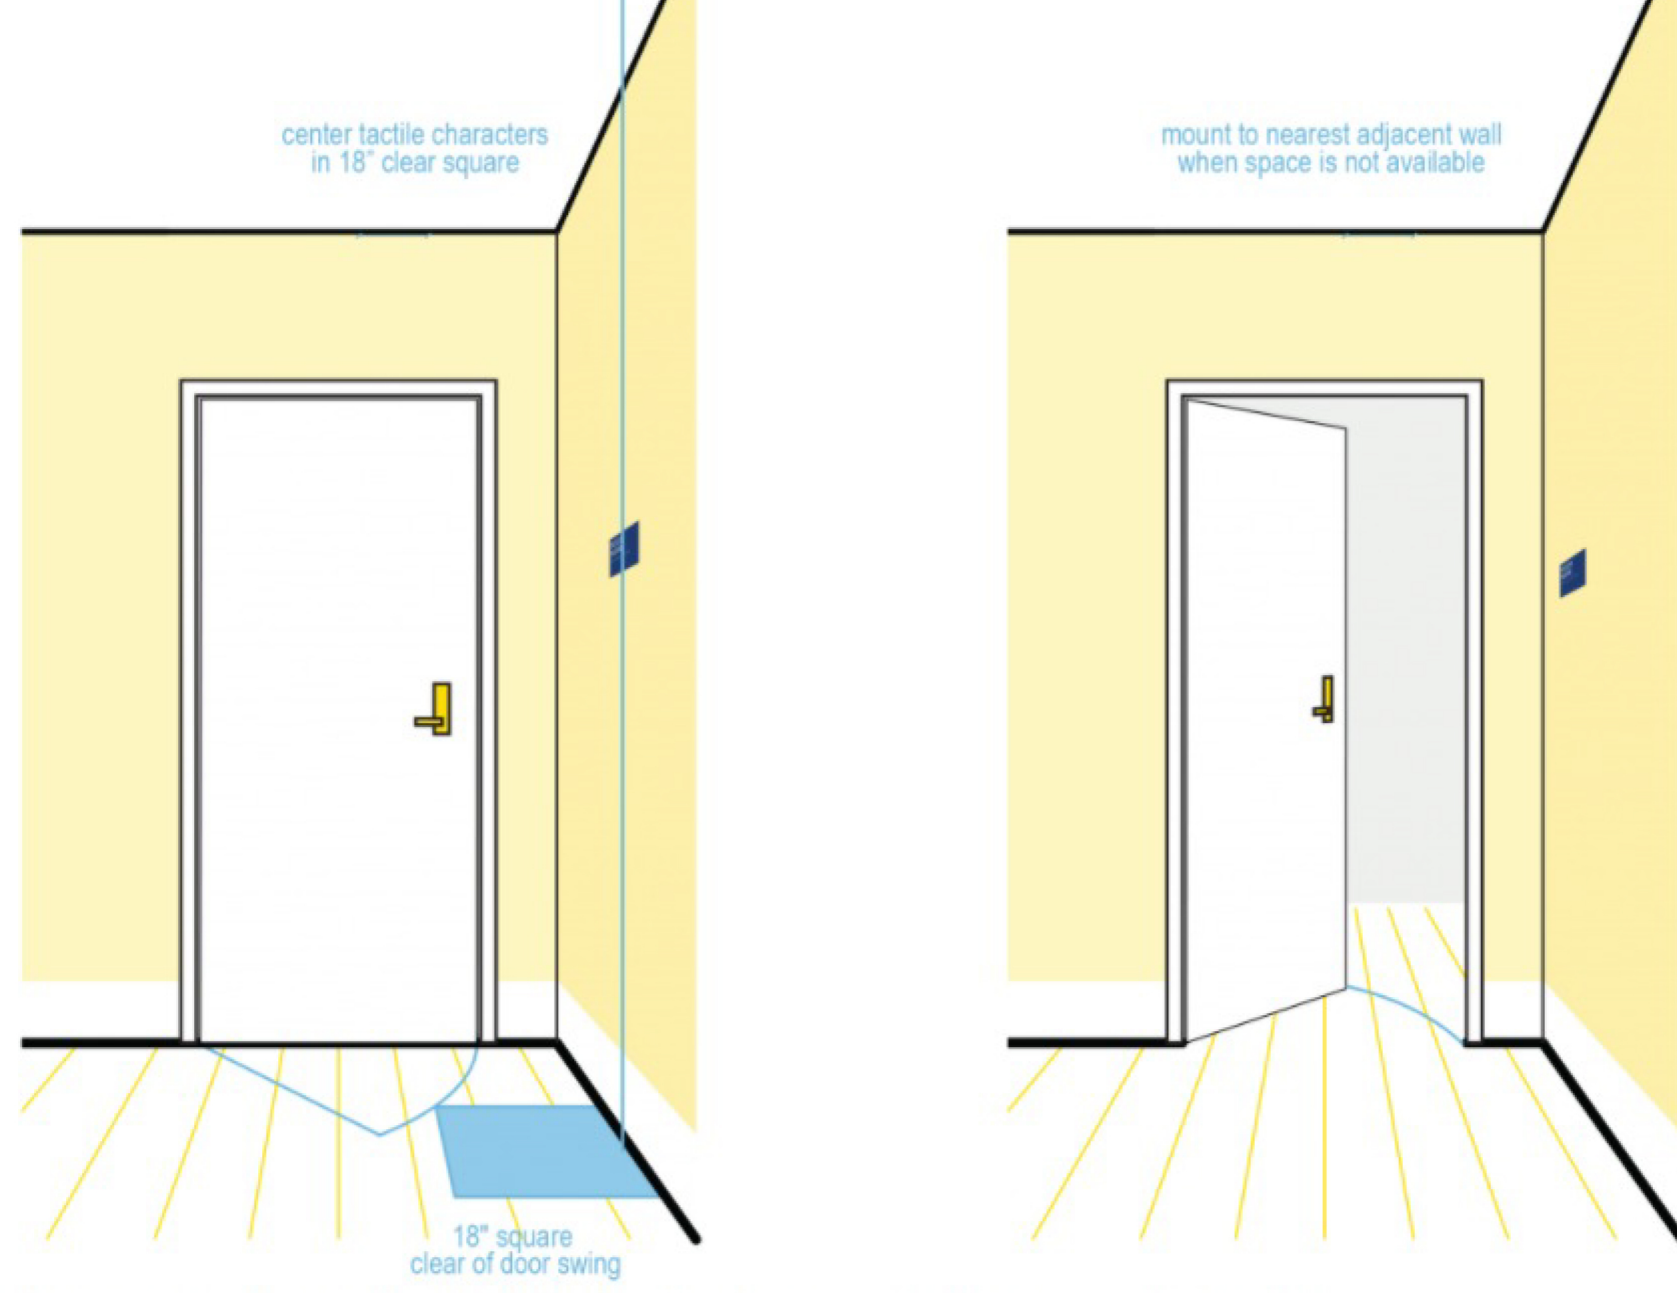 center tactile characters
in 18” clear square
mount to nearest adjacent wall
when space is not available
18" square
clear of door swing